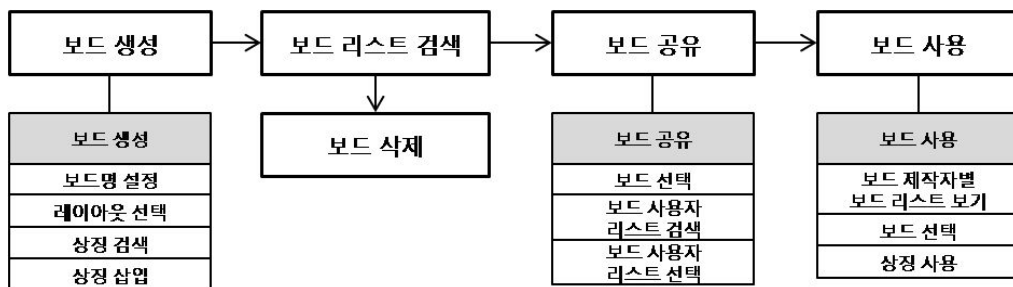 보드 생성
보드 리스트 검색
보드 공유
보드 사용
보드 삭제
보드 생성
보드명 설정
레이아웃 선택
상징 검색
상징 삽입
보드 공유
보드 선택
보드 사용자
리스트 검색
보드 사용자
리스트 선택
보드 사용
보드 제작자별
보드 리스트 보기
보드 선택
상징 사용